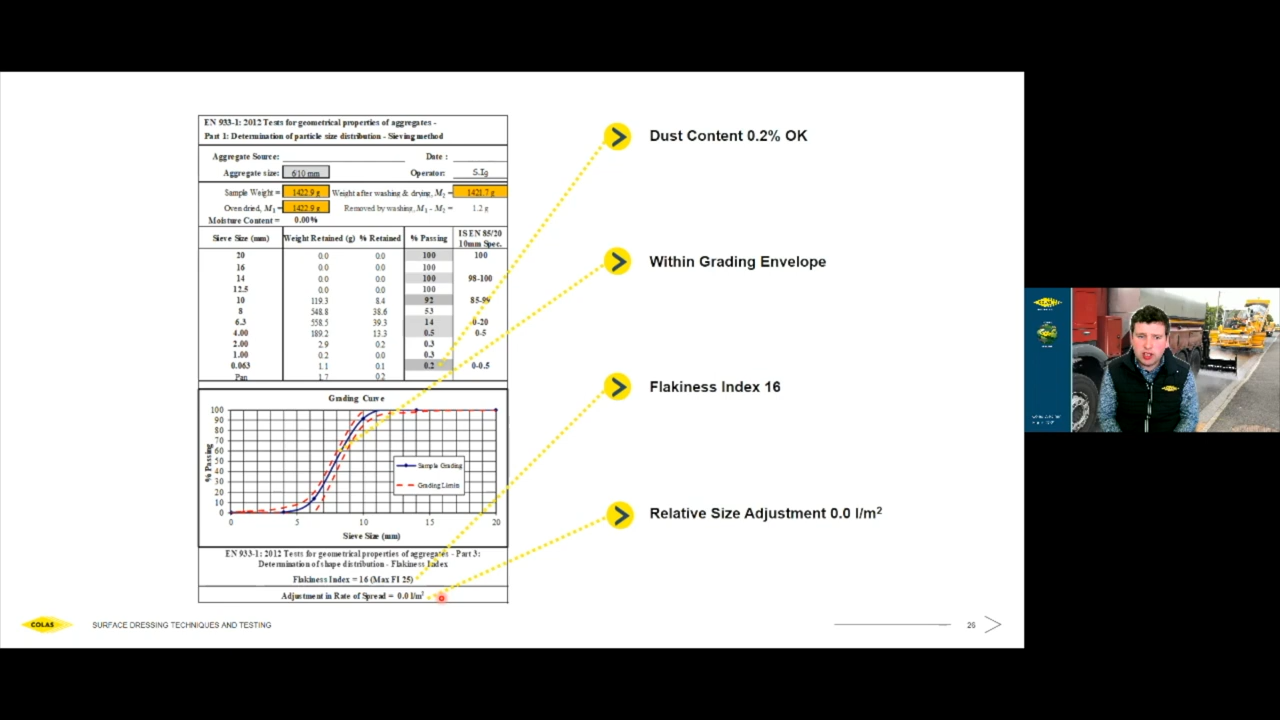 EN 933-1: 2012 Tests for geometrical properties of aggregates -
Part 1: Determination of particle size distribution - Sieving method
Aggregate Source: Date :
Aggregate size: 6/10 mm Operator:
Sample Weight = 1422.9 g Weight after washing & drying, M2 = 1421.7 g
Oven dried, M1 = 1422.9 g Removed by washing, M1 - M2 = 1.2 g
Moisture Content = 0.00%
Sieve Size (mm) Weight Retained (g) % Retained % Passing IS EN 85/20
10mm Spec.
20 0.0 0.0 100 100
16 0.0 0.0 100
14 0.0 0.0 100 98-100
12.5 0.0 0.0 100
10 119.3 8.4 92 85-99
8 548.8 38.6 53
6.3 558.5 39.3 14 0-20
4.00 189.2 13.3 0.5 0-5
2.00 2.9 0.2 0.3
1.00 0.2 0.0 0.3
0.063 1.1 0.1 0.2 0-0.5
Pan 1.7 0.2
Grading Curve
% Passing
100
90
80
70
60
50
40
30
20
10
0
0 5 10 15 20
Sieve Size (mm)
Sample Grading
Grading Limits
EN 933-1: 2012 Tests for geometrical properties of aggregates - Part 3:
Determination of shape distribution - Flakiness Index
Flakiness Index = 16 (Max FI 25)
Adjustment in Rate of Spread = 0.0 l/m²
Dust Content 0.2% OK
Within Grading Envelope
Flakiness Index 16
Relative Size Adjustment 0.0 l/m²
COLAS
SURFACE DRESSING TECHNIQUES AND TESTING
26